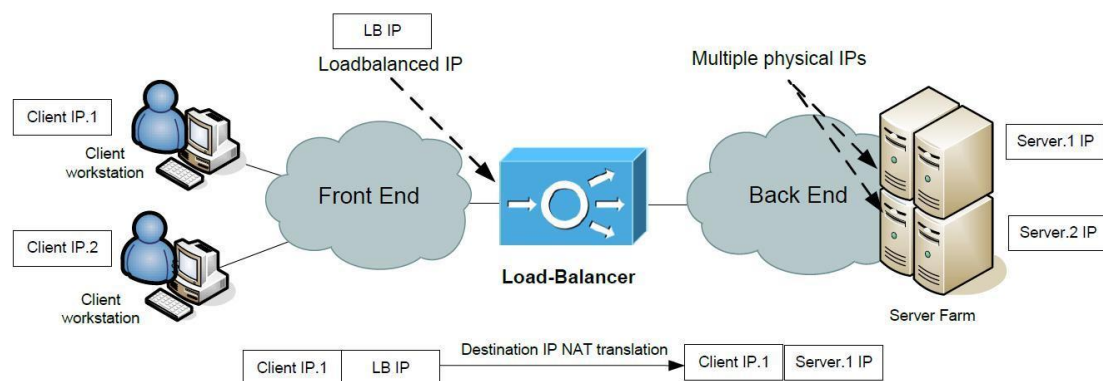 LB IP
Loadbalanced IP
Multiple physical IPs
Client IP.1
Client
workstation
Server.1 IP
Front End
Back End
Client IP.2
Server.2 IP
Load-Balancer
Client
workstation
Server Farm
Destination IP NAT translation
Client IP.1
LB IP
Client IP.1
Server.1 IP